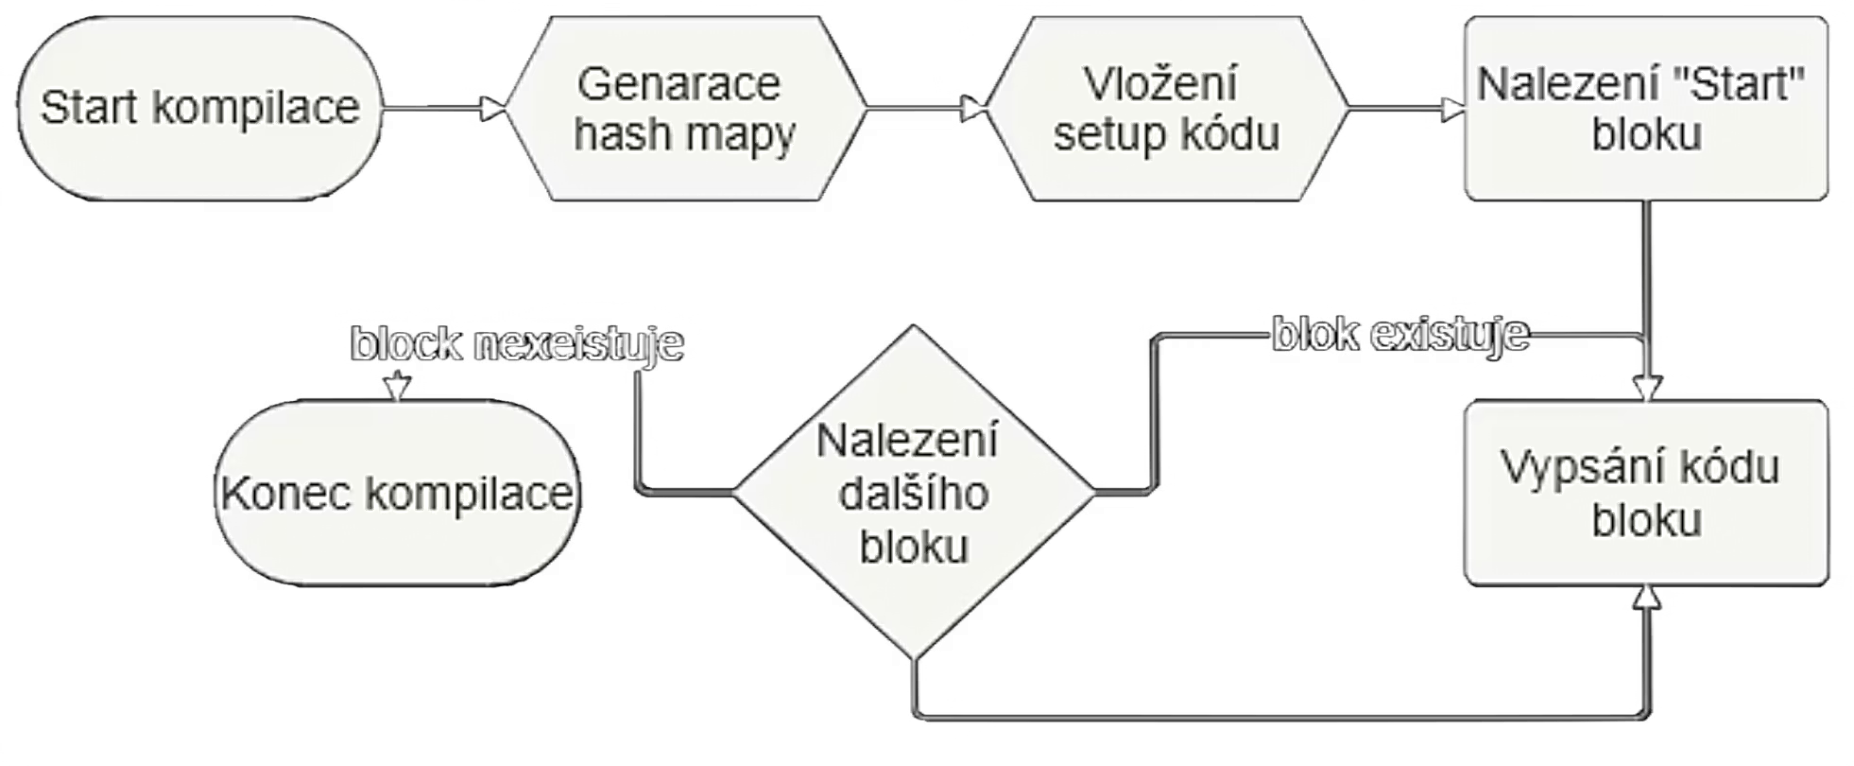 Start kompilace
Genarace
hash mapy
Vložení
setup kódu
Nalezení "Start"
bloku
block nexeistuje
blok existuje
Konec kompilace
Nalezení
dalšího
bloku
Vypsání kódu
bloku